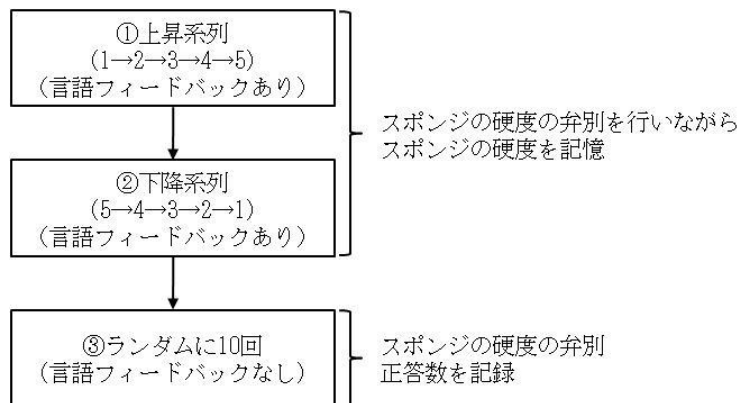 ①上昇系列
(1→2→3→4→5)
（言語フィードバックあり）
スポンジの硬度の弁別を行いながら
スポンジの硬度を記憶
②下降系列
(5→4→3→2→1)
（言語フィードバックあり）
③ランダムに10回
（言語フィードバックなし）
スポンジの硬度の弁別
正答数を記録